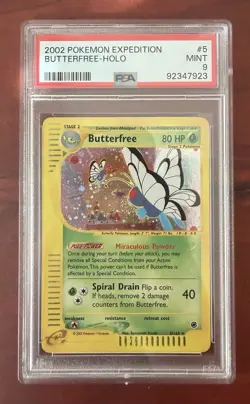 2002 POKEMON EXPEDITION #5
BUTTERFREE-HOLO MINT
9
PSA 92347923
STAGE 2
Butterfree 80 HP
Stage 2 Pokémon
POKÉ-POWER Miraculous Powder
Once during your turn (before your attack), you may
remove all Special Conditions from your Active
Pokémon. This power can't be used if Butterfree is
affected by a Special Condition.
Spiral Drain Flip a coin. 40
If heads, remove 2 damage
counters from Butterfree.
weakness resistance retreat cost